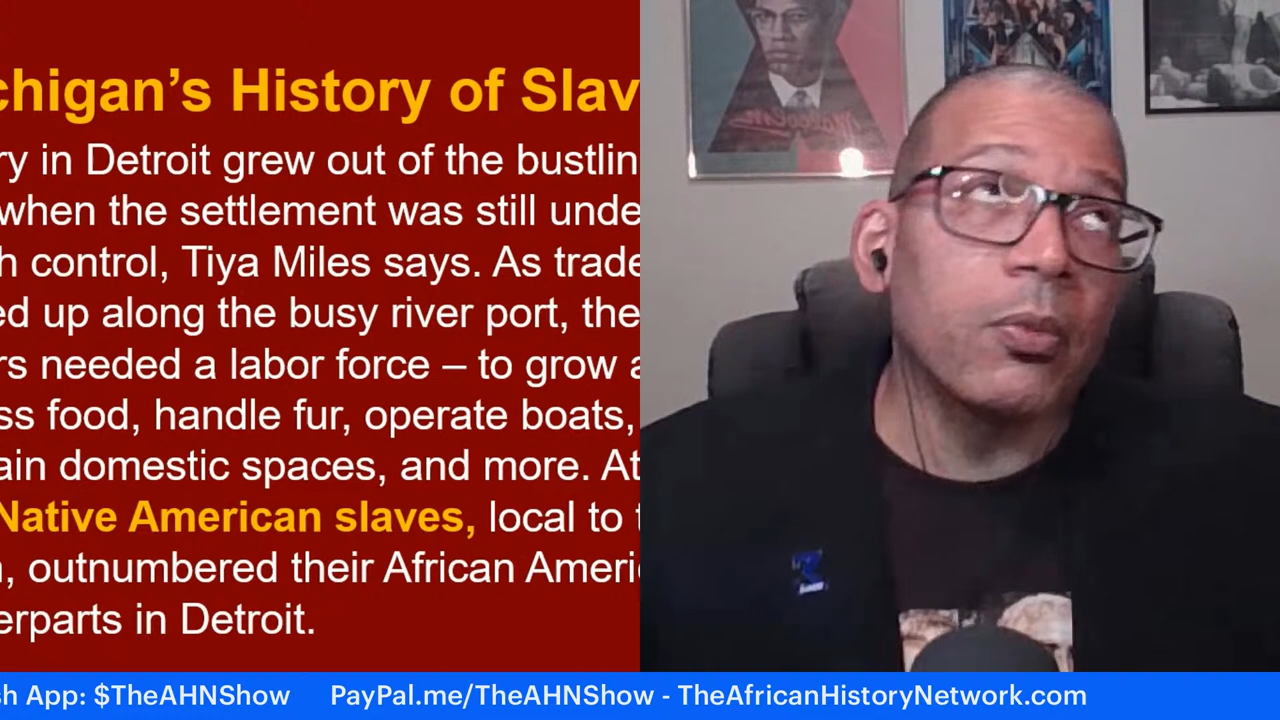 chigan’s History of Slav
ry in Detroit grew out of the bustlin
when the settlement was still unde
h control, Tiya Miles says. As trade
ed up along the busy river port, the
rs needed a labor force – to grow a
ss food, handle fur, operate boats,
ain domestic spaces, and more. At
Native American slaves, local to t
n, outnumbered their African Ameri
erparts in Detroit.
Malcolm
sh App: $TheAHNShow PayPal.me/TheAHNShow - TheAfricanHistoryNetwork.com